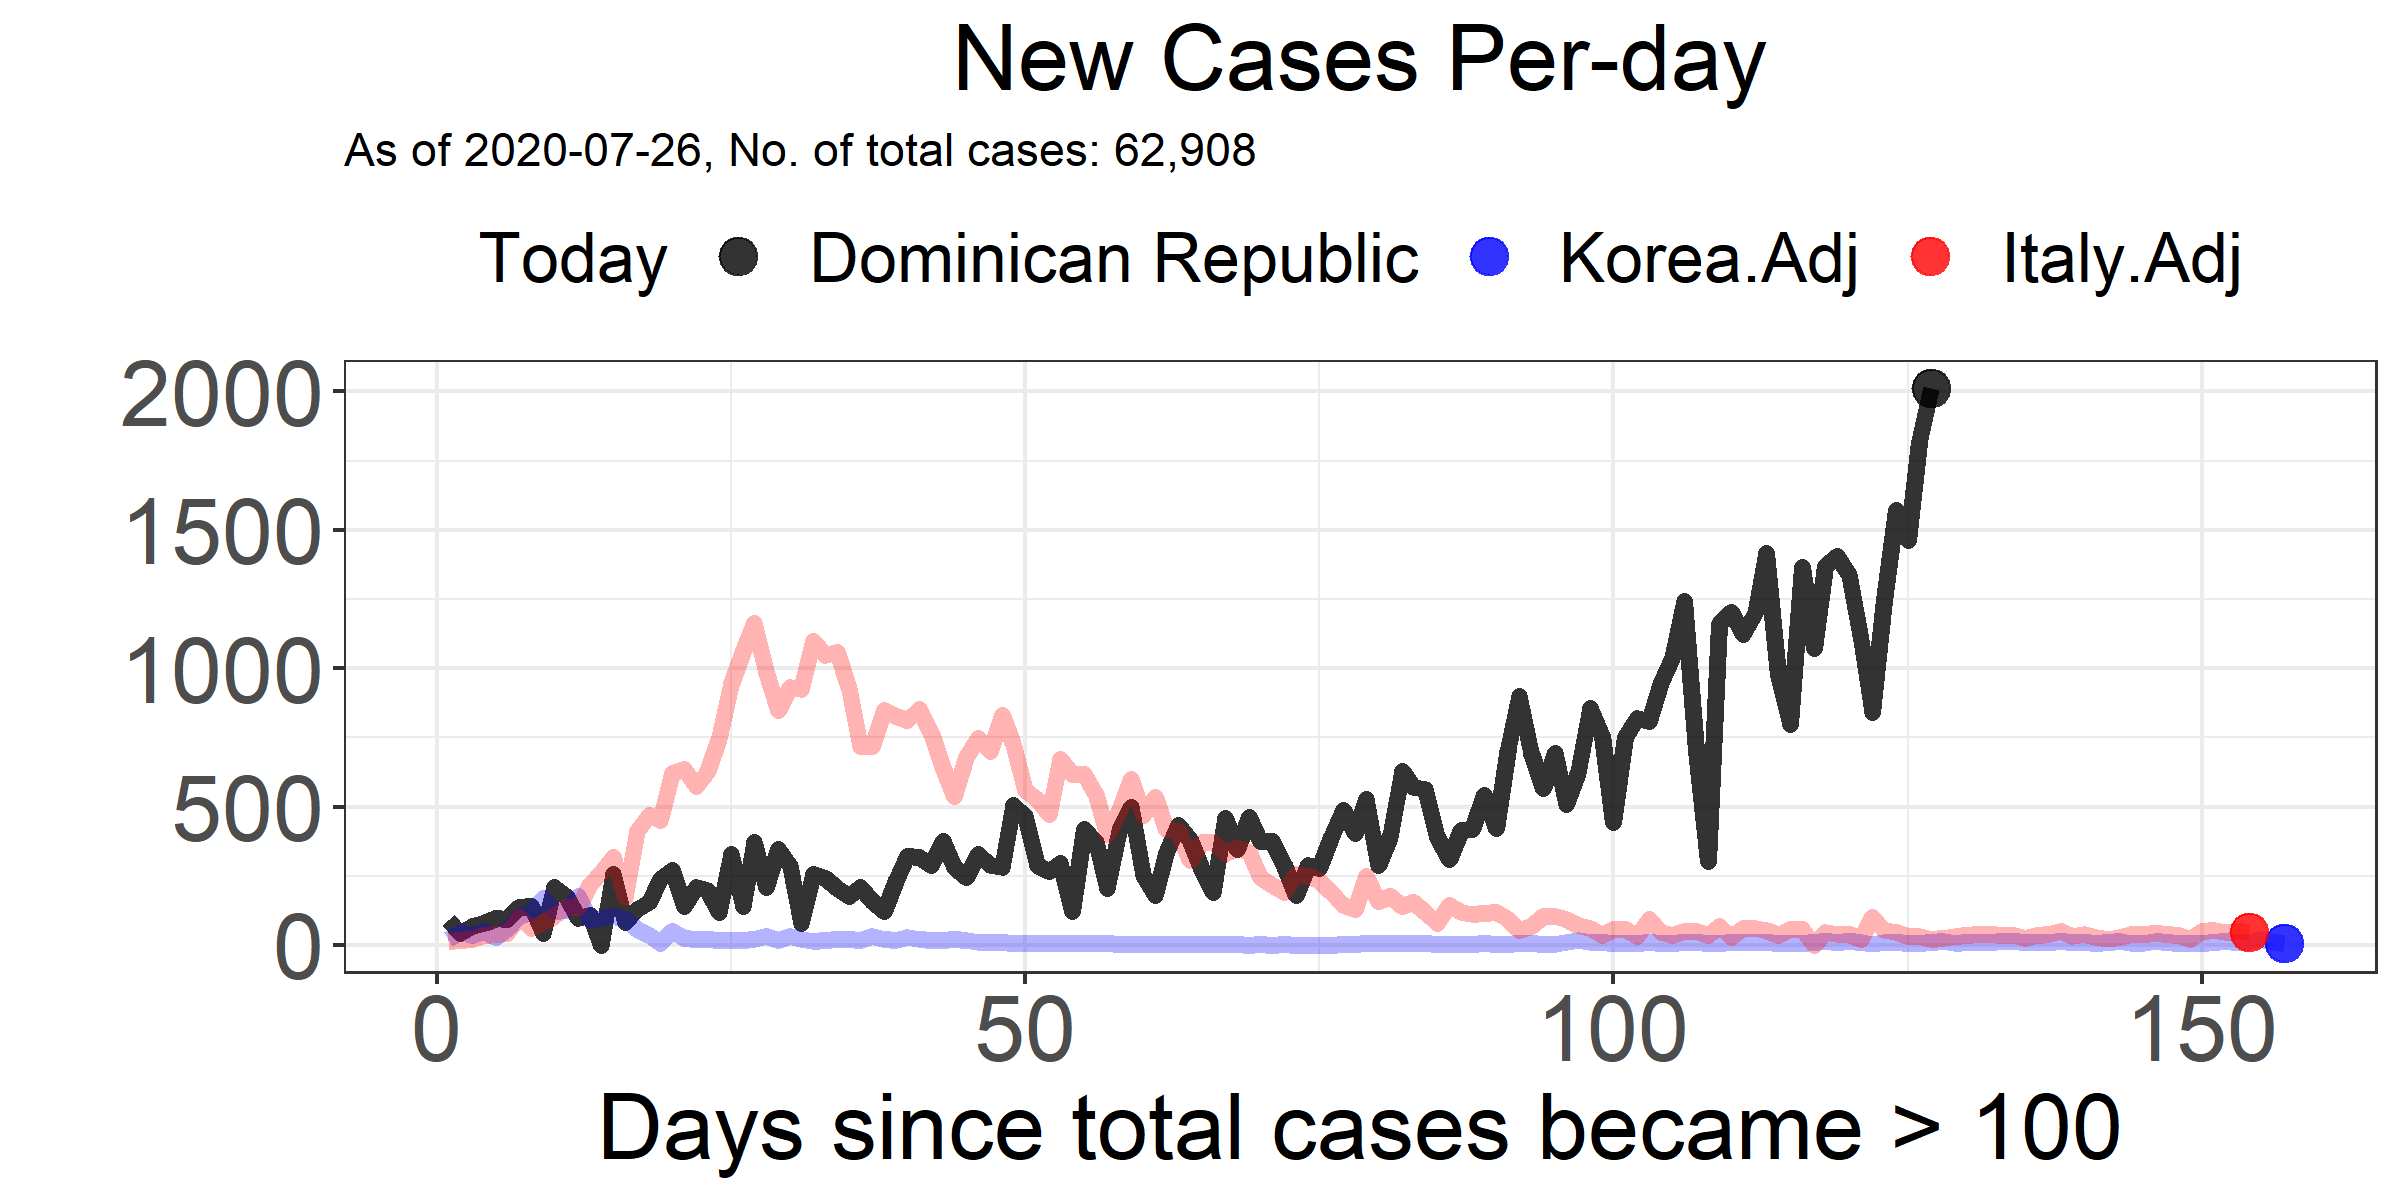 New Cases Per-day
As of 2020-07-26, No. of total cases: 62,908
Today Dominican Republic Korea.Adj Italy.Adj
2000
1500
1000
500
0
0 50 100 150
Days since total cases became > 100